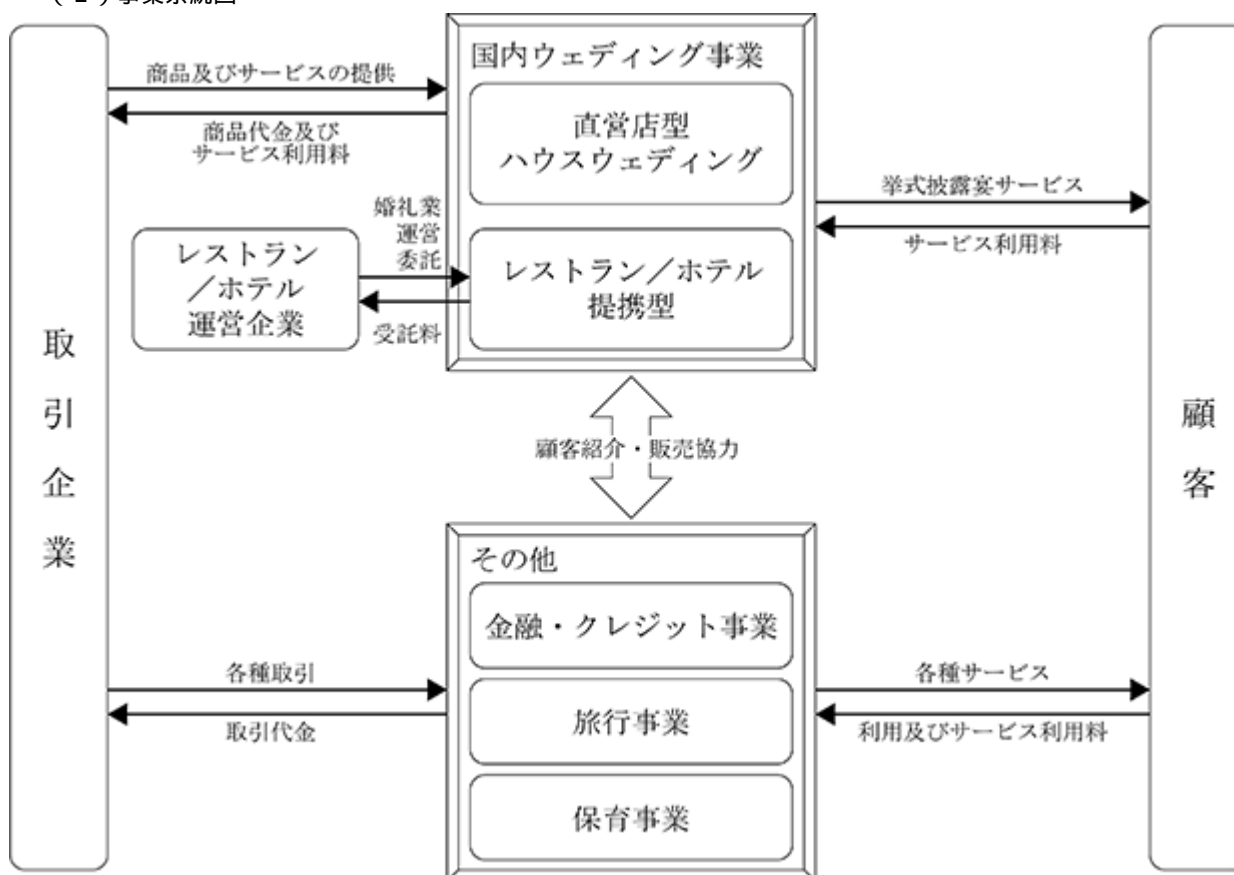 (2)事業系統図
国内ウェディング事業
商品及びサービスの提供
商品代金及び
サービス利用料
直営店型
ハウスウェディング
挙式披露宴サービス
サービス利用料
婚礼業
運営
委託
レストラン
／ホテル
運営企業
レストラン／ホテル
提携型
受託料
取引企業
顧客
顧客紹介・販売協力
その他
金融・クレジット事業
各種取引
取引代金
旅行事業
各種サービス
利用及びサービス利用料
保育事業